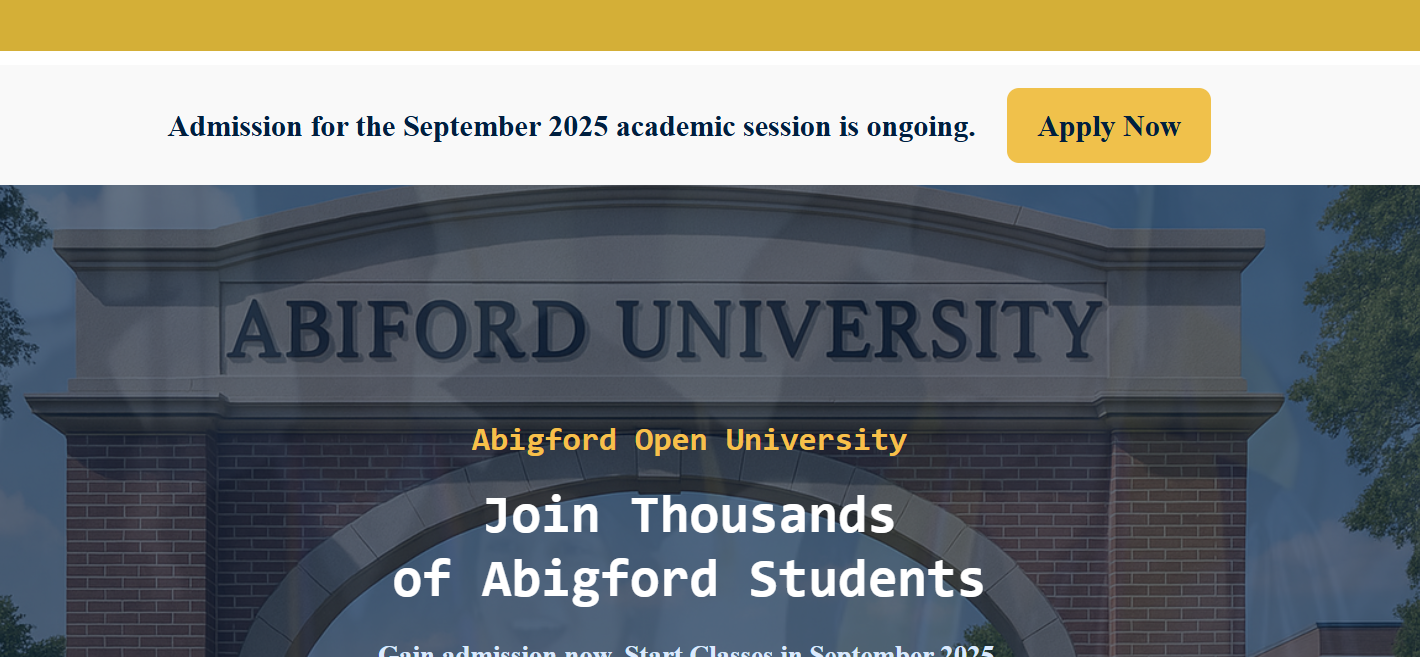 Admission for the September 2025 academic session is ongoing.
Apply Now
ABIFORD UNIVERSITY
Abigford Open University
Join Thousands
of Abigford Students
Gain admission now. Start Classes in September 2025